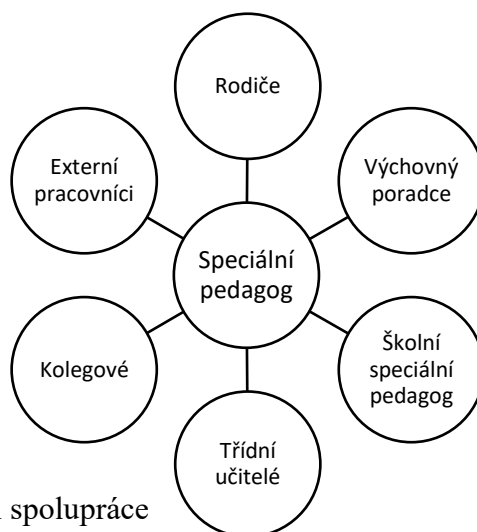 Rodiče
Externí
pracovníci
Výchovný
poradce
Speciální
pedagog
Kolegové
Školní
speciální
pedagog
Třídní
učitelé
spolupráce